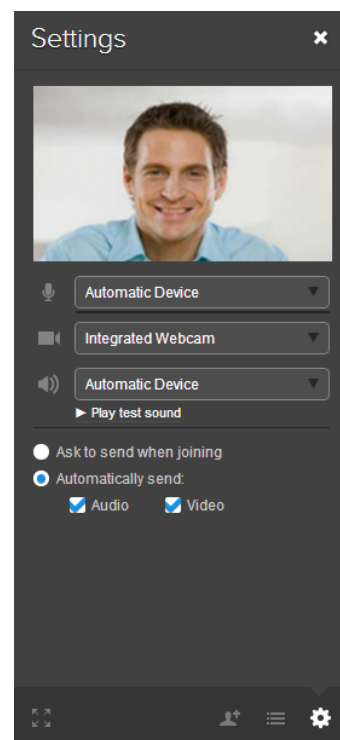 Settings
Automatic Device
Integrated Webcam
Automatic Device
Play test sound
Ask to send when joining
Automatically send:
Audio Video